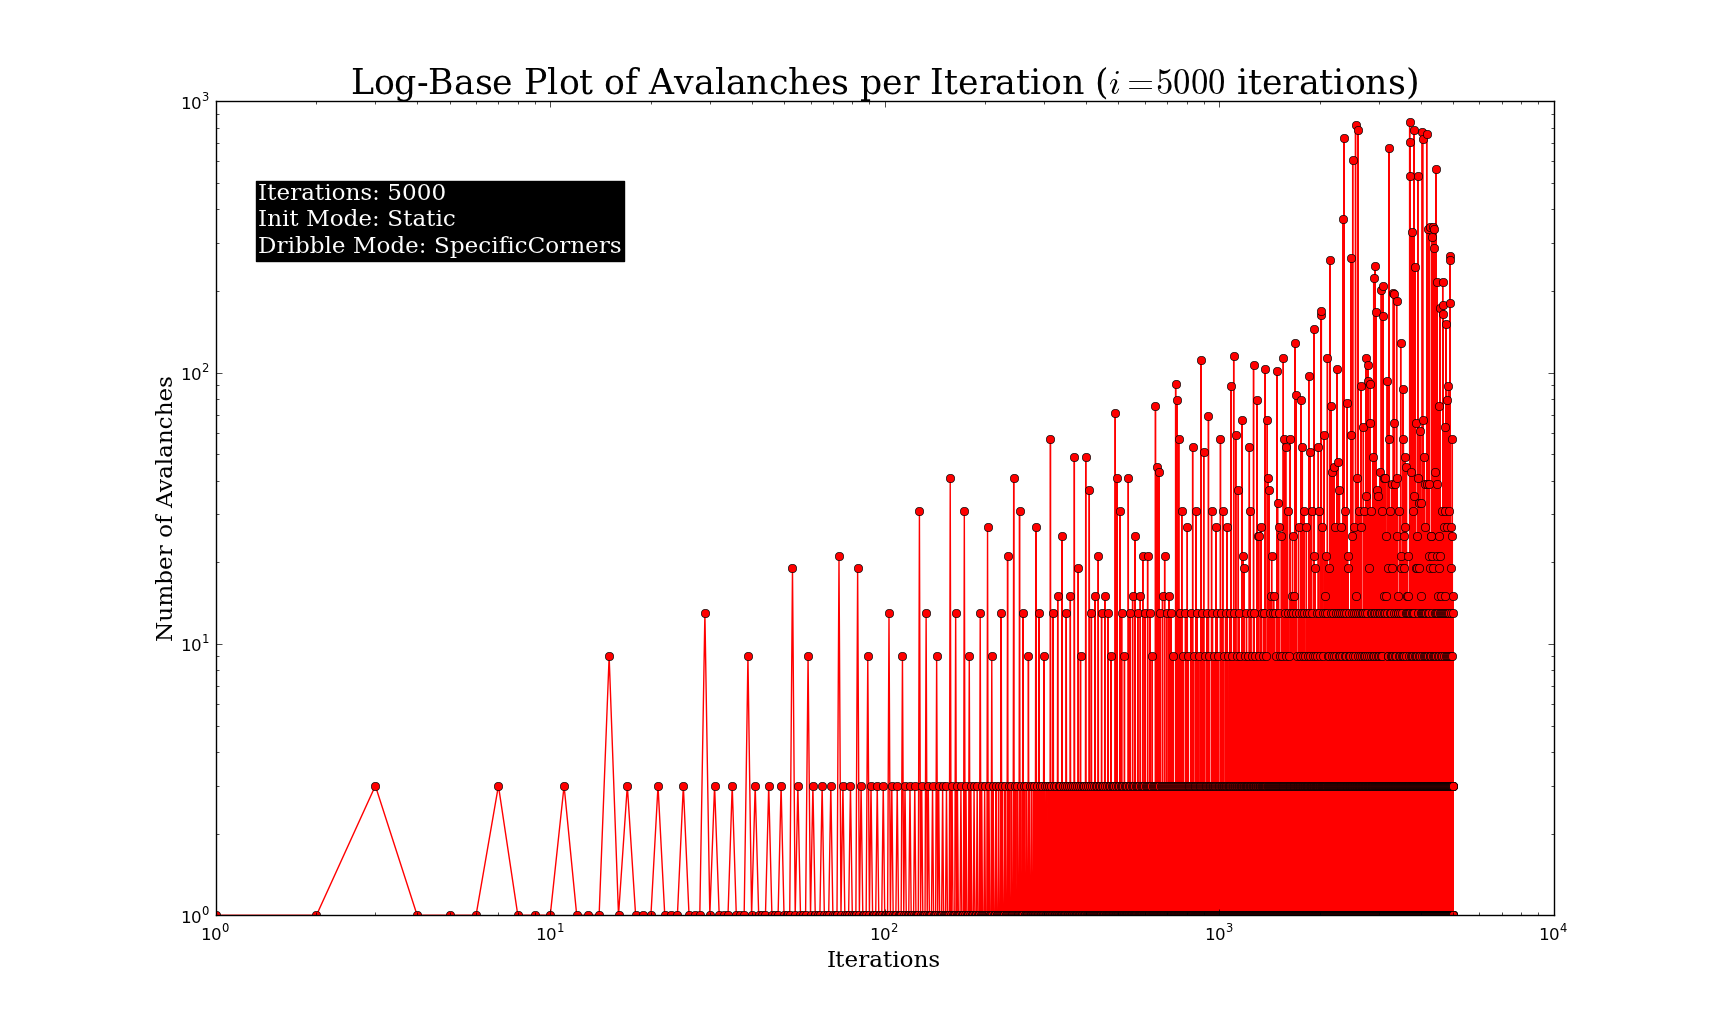 Log-Base Plot of Avalanches per Iteration (i = 5000 iterations)
10³
Iterations: 5000
Init Mode: Static
Dribble Mode: SpecificCorners
10²
Number of Avalanches
10¹
10⁰
10⁰ 10¹ 10² 10³ 10⁴
Iterations